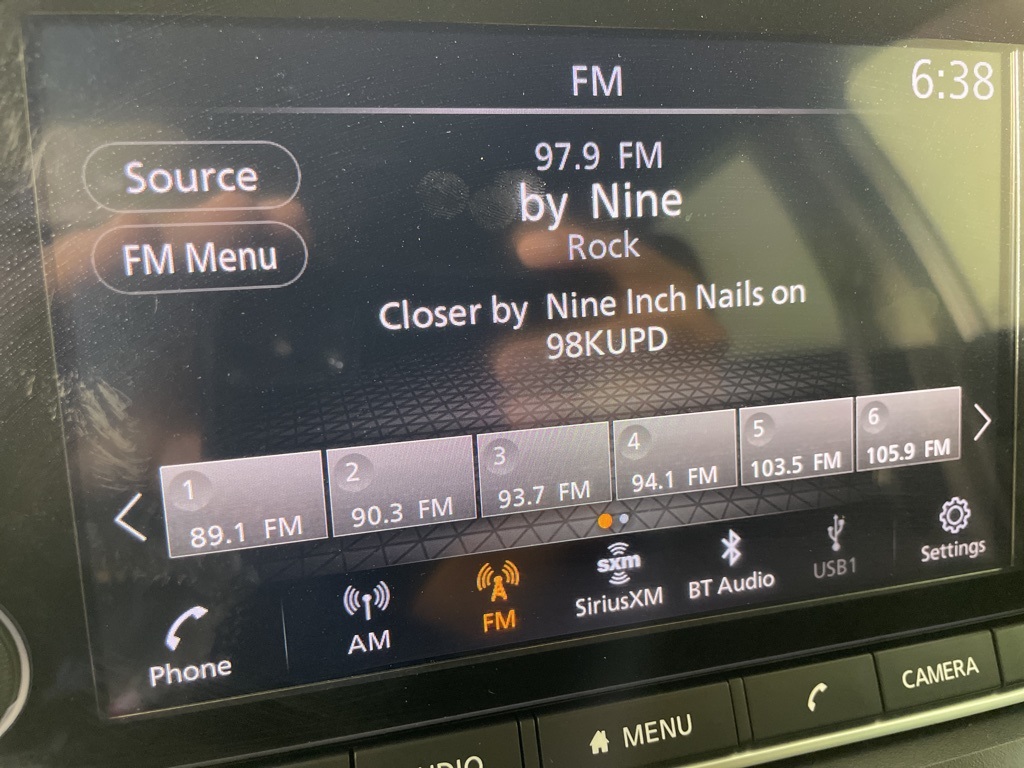 FM
6:38
Source
97.9 FM
by Nine
FM Menu
Rock
Closer by Nine Inch Nails on
98KUPD
1
89.1 FM
2
90.3 FM
3
93.7 FM
4
94.1 FM
5
103.5 FM
6
105.9 FM
Phone
AM
FM
sxm
SiriusXM
BT Audio
USB1
Settings
MENU
CAMERA